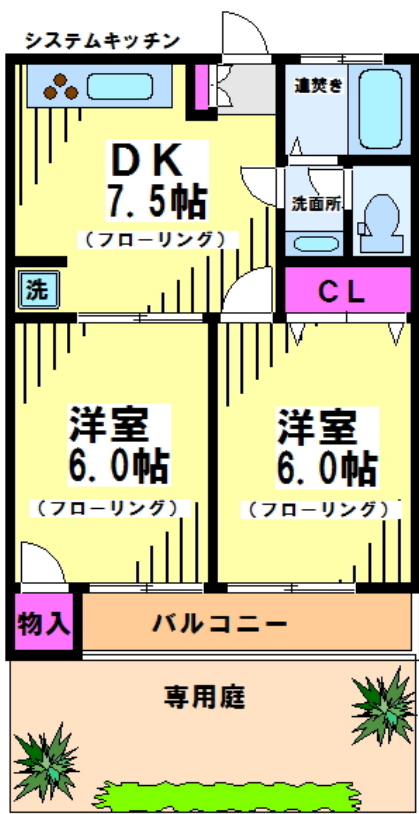 システムキッチン
追焚き
DK
7.5帖
(フローリング)
洗面所
洗
CL
洋室
6.0帖
(フローリング)
洋室
6.0帖
(フローリング)
物入
バルコニー
専用庭